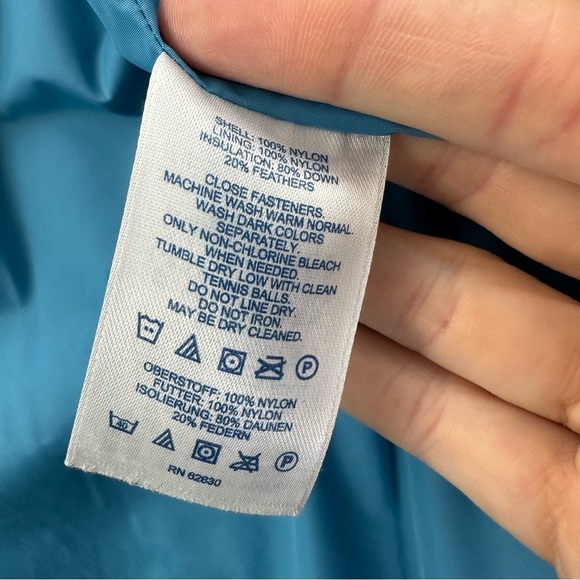 SHELL: 100% NYLON
LINING: 100% NYLON
INSULATION: 80% DOWN
20% FEATHERS
CLOSE FASTENERS.
MACHINE WASH WARM NORMAL.
WASH DARK COLORS
SEPARATELY.
ONLY NON-CHLORINE BLEACH
WHEN NEEDED.
TUMBLE DRY LOW WITH CLEAN
TENNIS BALLS.
DO NOT LINE DRY.
DO NOT IRON.
MAY BE DRY CLEANED.
P
OBERSTOFF: 100% NYLON
FUTTER: 100% NYLON
ISOLIERUNG: 80% DAUNEN
20% FEDERN
30 P
RN 62830